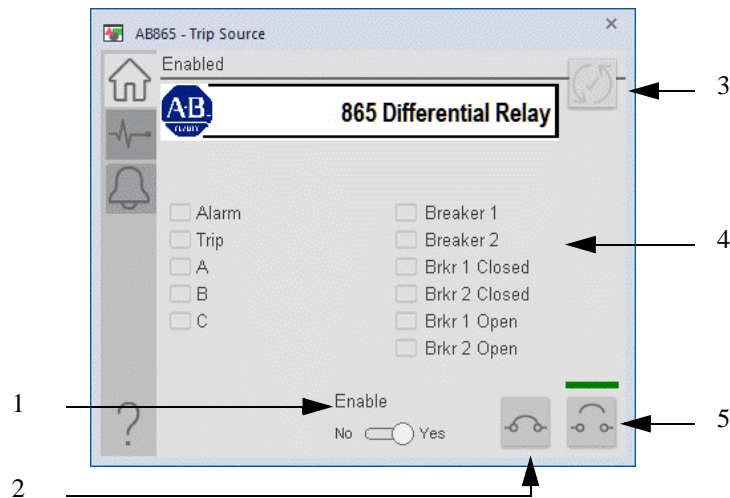 AB865 - Trip Source
Enabled
A·B
865 Differential Relay
3
Alarm
Trip
A
B
C
Breaker 1
Breaker 2
Brkr 1 Closed
Brkr 2 Closed
Brkr 1 Open
Brkr 2 Open
4
1
Enable
No
Yes
5
?
2